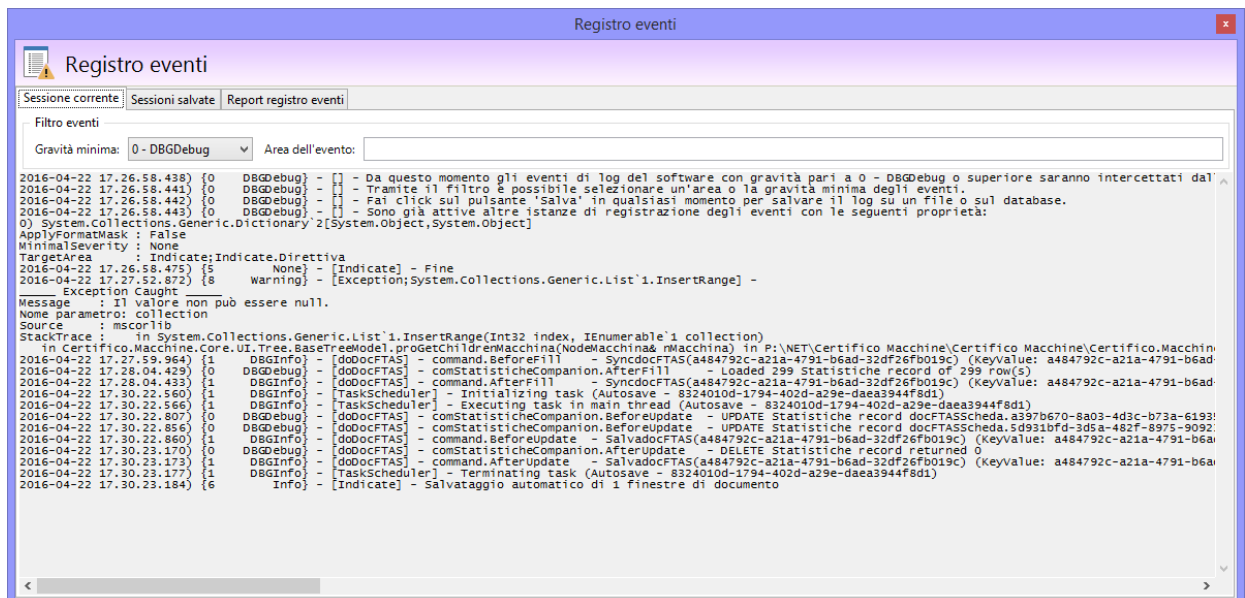 Registro eventi
x
Registro eventi
Sessione corrente Sessioni salvate Report registro eventi
Filtro eventi
Gravità minima: 0 - DBGDebug Area dell'evento:
2016-04-22 17.26.58.438) {0 DBGDebug} - [] - Da questo momento gli eventi di log del software con gravità pari a 0 - DBGDebug o superiore saranno intercettati dall'
2016-04-22 17.26.58.441) {0 DBGDebug} - [] - Tramite il filtro è possibile selezionare un'area o la gravità minima degli eventi.
2016-04-22 17.26.58.442) {0 DBGDebug} - [] - Fai click sul pulsante 'Salva' in qualsiasi momento per salvare il log su un file o sul database.
2016-04-22 17.26.58.443) {0 DBGDebug} - [] - Sono già attive altre istanze di registrazione degli eventi con le seguenti proprietà:
0) System.Collections.Generic.Dictionary`2[System.Object,System.Object]
ApplyFormatMask : False
MinimalSeverity : None
TargetArea : Indicate;Indicate.Direttiva
2016-04-22 17.26.58.475) {5 None} - [Indicate] - Fine
2016-04-22 17.27.52.872) {8 Warning} - [Exception;System.Collections.Generic.List`1.InsertRange] -
_____ Exception Caught _____
Message : Il valore non può essere null.
Nome parametro: collection
Source : mscorlib
StackTrace : in System.Collections.Generic.List`1.InsertRange(Int32 index, IEnumerable`1 collection)
in Certifico.Macchine.Core.UI.Tree.BaseTreeModel.proGetChildrenMacchina(NodeMacchina& nMacchina) in P:\NET\Certifico Macchine\Certifico Macchine\Certifico.Macchine
2016-04-22 17.27.59.964) {1 DBGInfo} - [doDocFTAS] - command.BeforeFill - SyncdocFTAS(a484792c-a21a-4791-b6ad-32df26fb019c) (KeyValue: a484792c-a21a-4791-b6ad-
2016-04-22 17.28.04.429) {0 DBGDebug} - [doDocFTAS] - comStatisticheCompanion.AfterFill - Loaded 299 Statistiche record of 299 row(s)
2016-04-22 17.28.04.433) {1 DBGInfo} - [doDocFTAS] - command.AfterFill - SyncdocFTAS(a484792c-a21a-4791-b6ad-32df26fb019c) (KeyValue: a484792c-a21a-4791-b6ad-
2016-04-22 17.30.22.560) {1 DBGInfo} - [TaskScheduler] - Initializing task (Autosave - 8324010d-1794-402d-a29e-daea3944f8d1)
2016-04-22 17.30.22.566) {1 DBGInfo} - [TaskScheduler] - Executing task in main thread (Autosave - 8324010d-1794-402d-a29e-daea3944f8d1)
2016-04-22 17.30.22.807) {0 DBGDebug} - [doDocFTAS] - comStatisticheCompanion.BeforeUpdate - UPDATE Statistiche record docFTASScheda.a397b670-8a03-4d3c-b73a-6193
2016-04-22 17.30.22.856) {0 DBGDebug} - [doDocFTAS] - comStatisticheCompanion.BeforeUpdate - UPDATE Statistiche record docFTASScheda.5d931bfd-3d5a-482f-8975-9092
2016-04-22 17.30.22.860) {1 DBGInfo} - [doDocFTAS] - command.BeforeUpdate - SalvadocFTAS(a484792c-a21a-4791-b6ad-32df26fb019c) (KeyValue: a484792c-a21a-4791-b6a
2016-04-22 17.30.23.170) {0 DBGDebug} - [doDocFTAS] - comStatisticheCompanion.AfterUpdate - DELETE Statistiche record returned 0
2016-04-22 17.30.23.173) {1 DBGInfo} - [doDocFTAS] - command.AfterUpdate - SalvadocFTAS(a484792c-a21a-4791-b6ad-32df26fb019c) (KeyValue: a484792c-a21a-4791-b6a
2016-04-22 17.30.23.177) {1 DBGInfo} - [TaskScheduler] - Terminating task (Autosave - 8324010d-1794-402d-a29e-daea3944f8d1)
2016-04-22 17.30.23.184) {6 Info} - [Indicate] - Salvataggio automatico di 1 finestre di documento